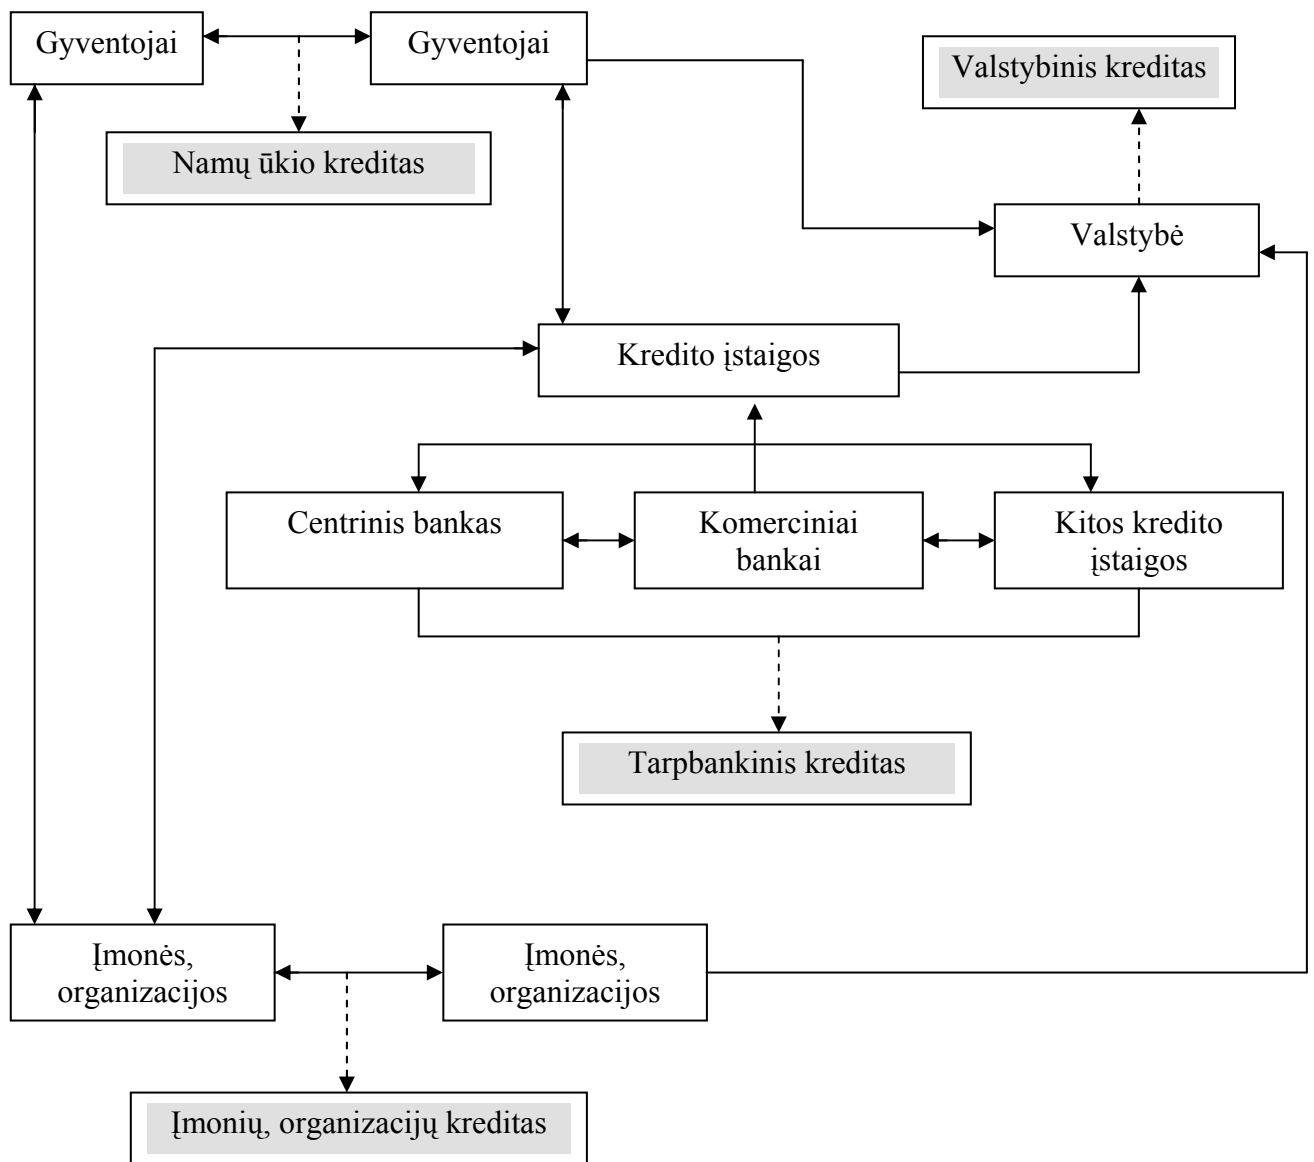 Gyventojai
Gyventojai
Valstybinis kreditas
Namų ūkio kreditas
Valstybė
Kredito įstaigos
Centrinis bankas
Komerciniai
bankai
Kitos kredito
įstaigos
Tarpbankinis kreditas
Įmonės,
organizacijos
Įmonės,
organizacijos
Įmonių, organizacijų kreditas